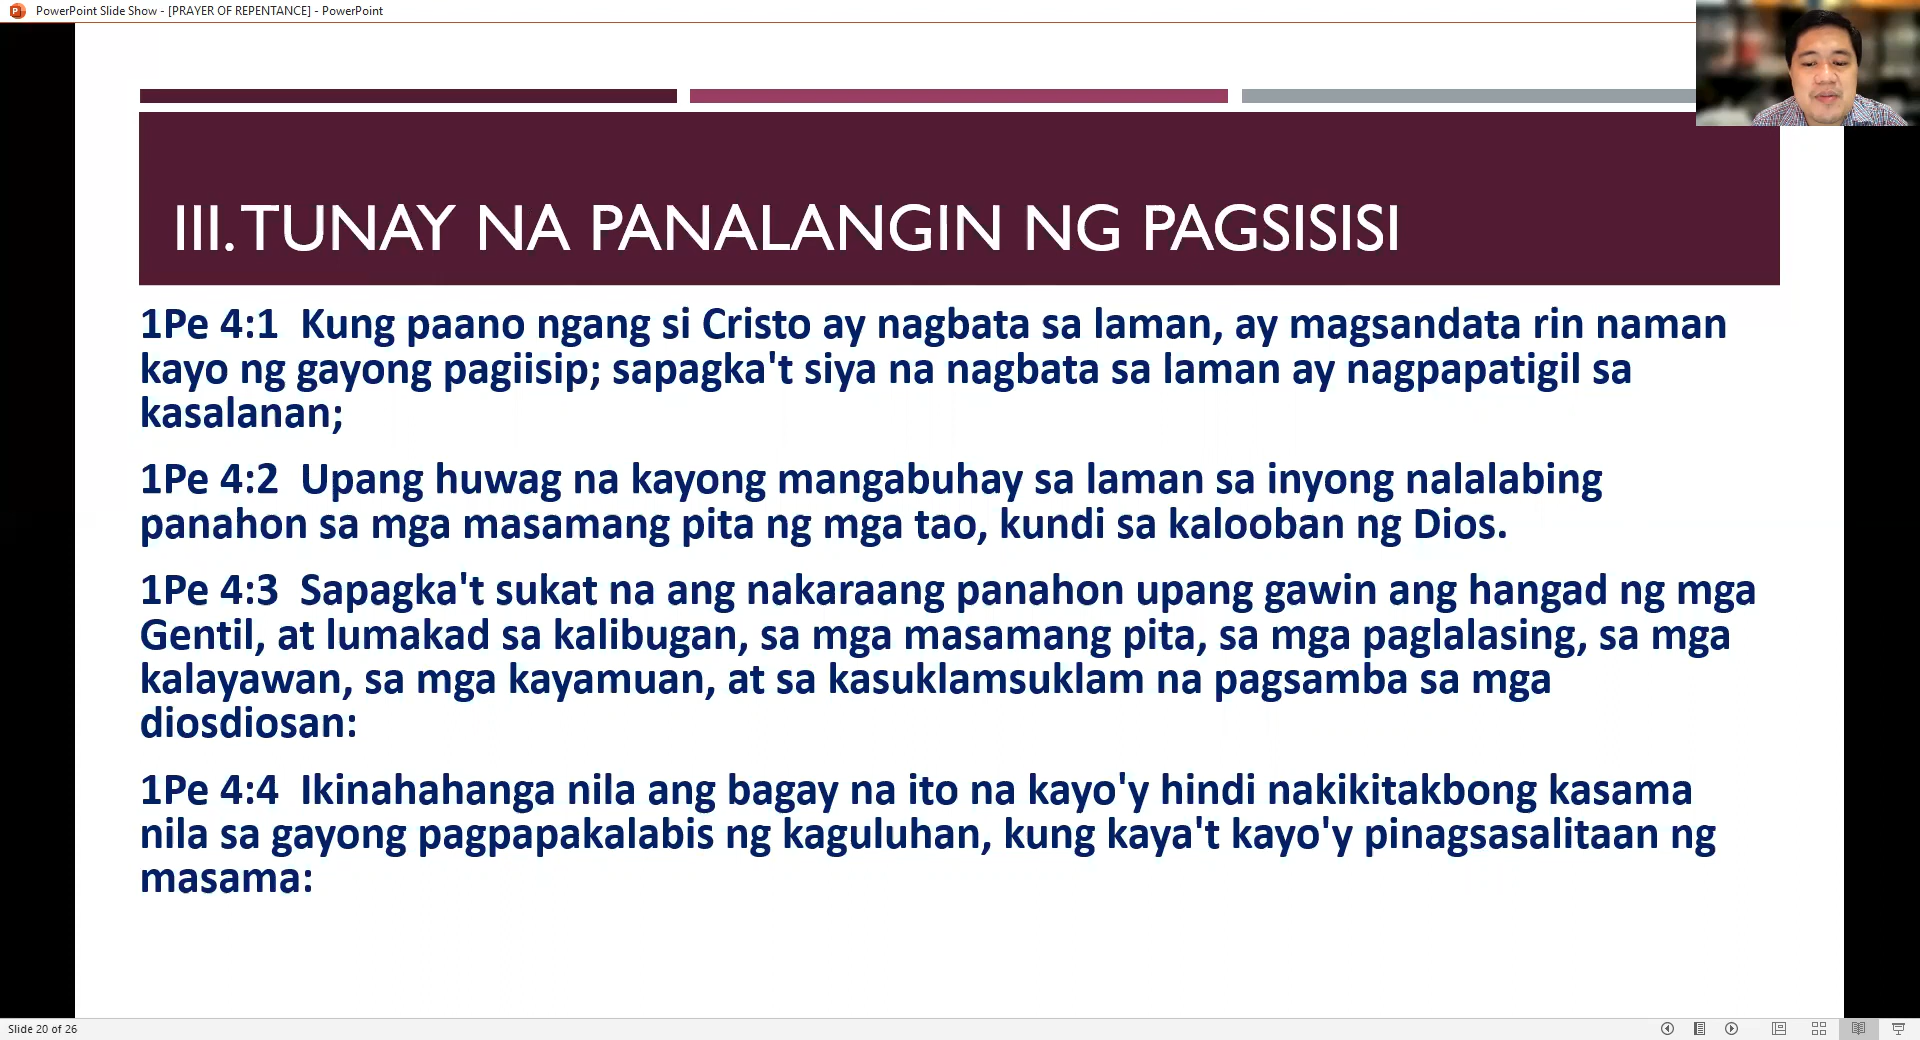 PowerPoint Slide Show - [PRAYER OF REPENTANCE] - PowerPoint
III. TUNAY NA PANALANGIN NG PAGSISISI
1Pe 4:1 Kung paano ngang si Cristo ay nagbata sa laman, ay magsandata rin naman
kayo ng gayong pagiisip; sapagka't siya na nagbata sa laman ay nagpapatigil sa
kasalanan;
1Pe 4:2 Upang huwag na kayong mangabuhay sa laman sa inyong nalalabing
panahon sa mga masamang pita ng mga tao, kundi sa kalooban ng Dios.
1Pe 4:3 Sapagka't sukat na ang nakaraang panahon upang gawin ang hangad ng mga
Gentil, at lumakad sa kalibugan, sa mga masamang pita, sa mga paglalasing, sa mga
kalayawan, sa mga kayamuan, at sa kasuklamsuklam na pagsamba sa mga
diosdiosan:
1Pe 4:4 Ikinahahanga nila ang bagay na ito na kayo'y hindi nakikitakbong kasama
nila sa gayong pagpapakalabis ng kaguluhan, kung kaya't kayo'y pinagsasalitaan ng
masama:
Slide 20 of 26